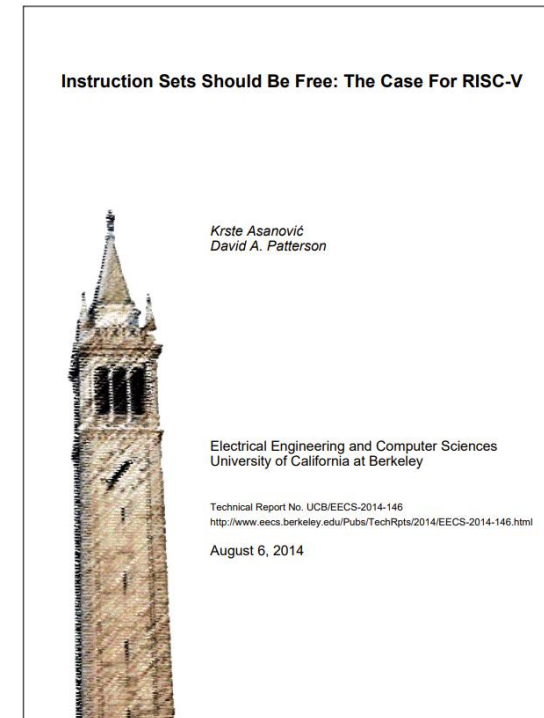 Instruction Sets Should Be Free: The Case For RISC-V
Krste Asanović
David A. Patterson
Electrical Engineering and Computer Sciences
University of California at Berkeley
Technical Report No. UCB/EECS-2014-146
http://www.eecs.berkeley.edu/Pubs/TechRpts/2014/EECS-2014-146.html
August 6, 2014